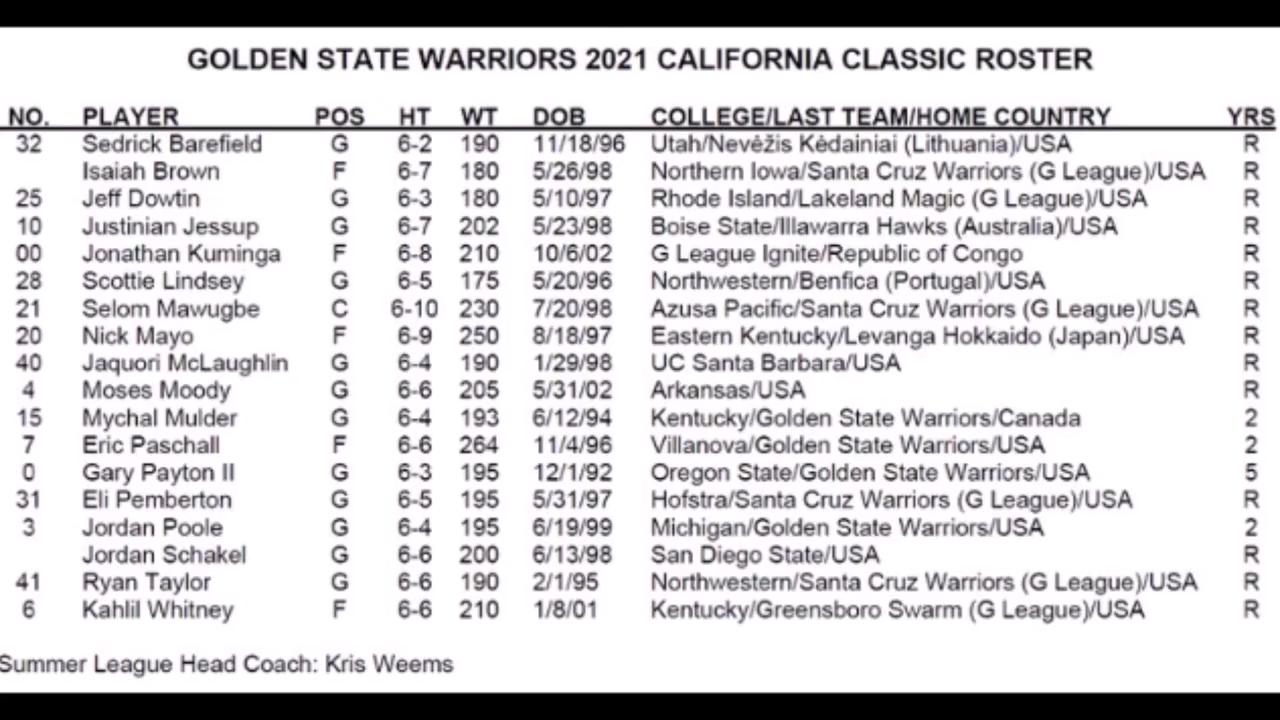 GOLDEN STATE WARRIORS 2021 CALIFORNIA CLASSIC ROSTER
NO. PLAYER POS HT WT DOB COLLEGE/LAST TEAM/HOME COUNTRY YRS
32 Sedrick Barefield G 6-2 190 11/18/96 Utah/Nevėžis Kėdainiai (Lithuania)/USA R
Isaiah Brown F 6-7 180 5/26/98 Northern Iowa/Santa Cruz Warriors (G League)/USA R
25 Jeff Dowtin G 6-3 180 5/10/97 Rhode Island/Lakeland Magic (G League)/USA R
10 Justinian Jessup G 6-7 202 5/23/98 Boise State/Illawarra Hawks (Australia)/USA R
00 Jonathan Kuminga F 6-8 210 10/6/02 G League Ignite/Republic of Congo R
28 Scottie Lindsey G 6-5 175 5/20/96 Northwestern/Benfica (Portugal)/USA R
21 Selom Mawugbe C 6-10 230 7/20/98 Azusa Pacific/Santa Cruz Warriors (G League)/USA R
20 Nick Mayo F 6-9 250 8/18/97 Eastern Kentucky/Levanga Hokkaido (Japan)/USA R
40 Jaquori McLaughlin G 6-4 190 1/29/98 UC Santa Barbara/USA R
4 Moses Moody G 6-6 205 5/31/02 Arkansas/USA R
15 Mychal Mulder G 6-4 193 6/12/94 Kentucky/Golden State Warriors/Canada 2
7 Eric Paschall F 6-6 264 11/4/96 Villanova/Golden State Warriors/USA 2
0 Gary Payton II G 6-3 195 12/1/92 Oregon State/Golden State Warriors/USA 5
31 Eli Pemberton G 6-5 195 5/31/97 Hofstra/Santa Cruz Warriors (G League)/USA R
3 Jordan Poole G 6-4 195 6/19/99 Michigan/Golden State Warriors/USA 2
Jordan Schakel G 6-6 200 6/13/98 San Diego State/USA R
41 Ryan Taylor G 6-6 190 2/1/95 Northwestern/Santa Cruz Warriors (G League)/USA R
6 Kahlil Whitney F 6-6 210 1/8/01 Kentucky/Greensboro Swarm (G League)/USA R
Summer League Head Coach: Kris Weems